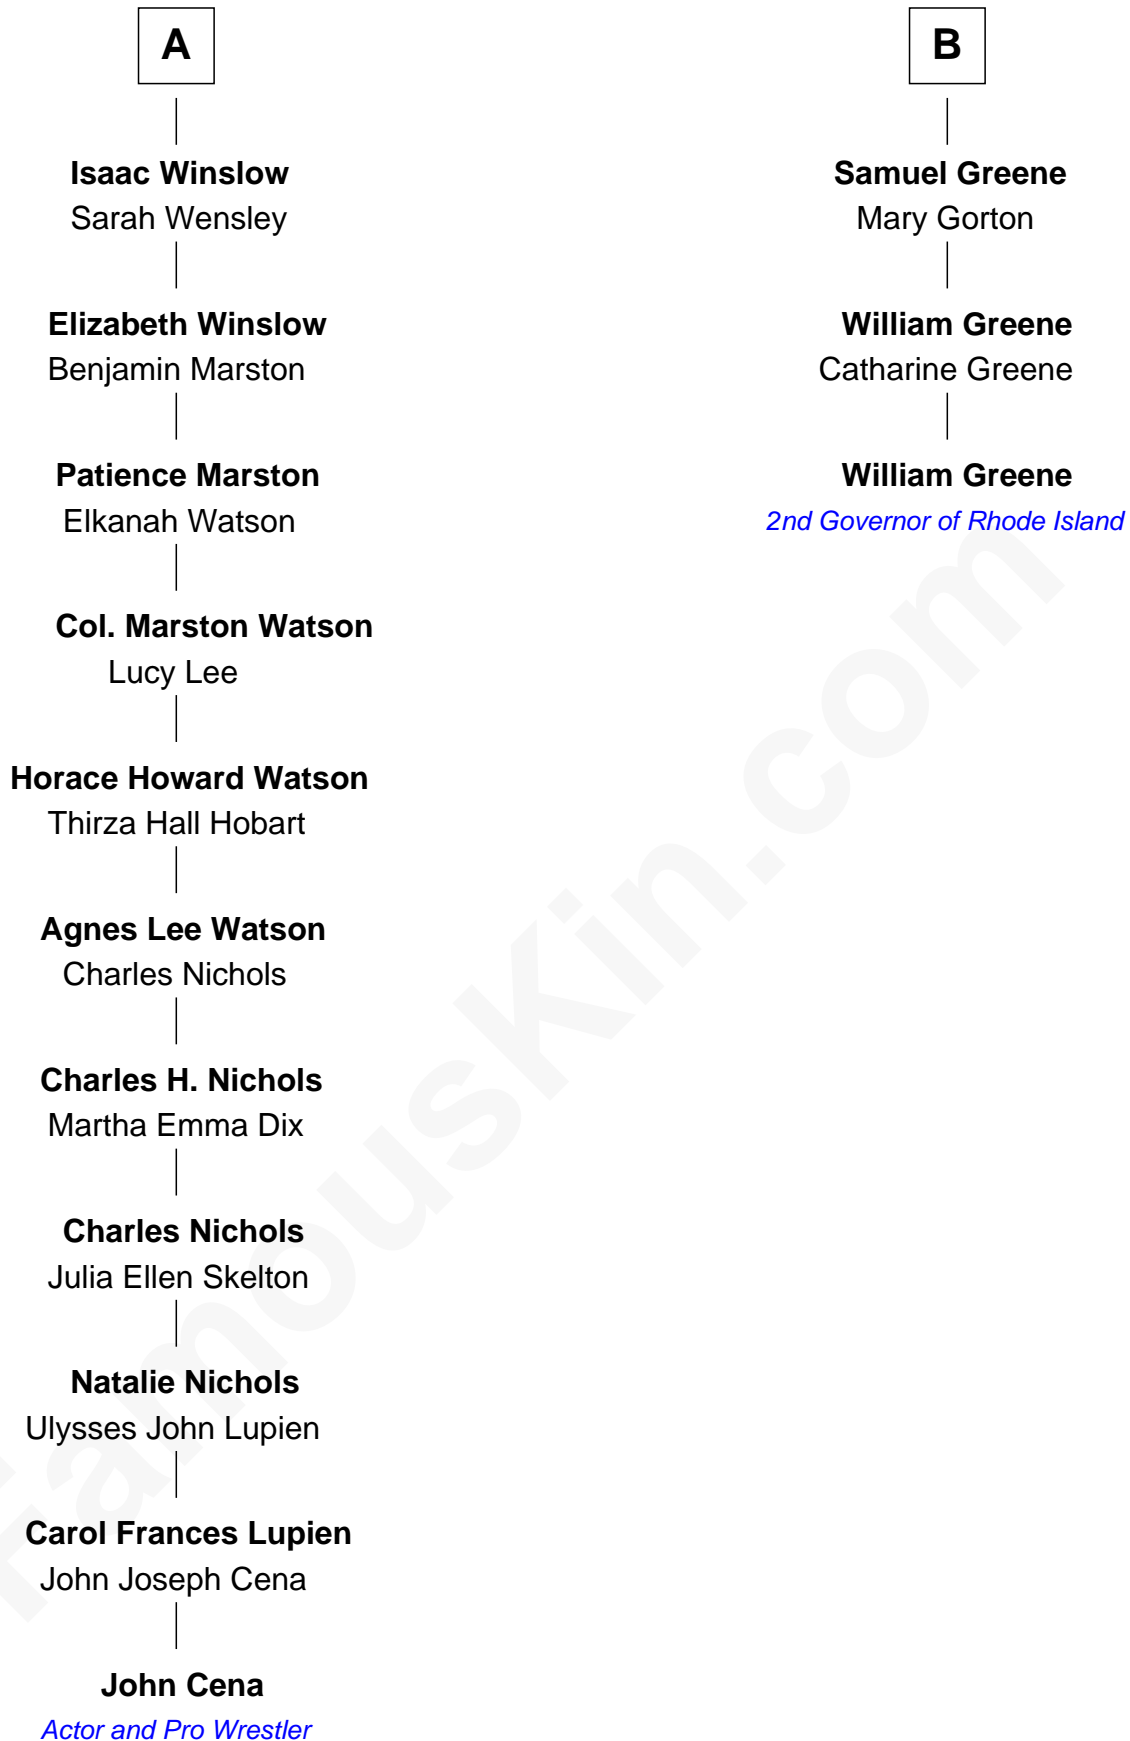 A
Isaac Winslow
Sarah Wensley
Elizabeth Winslow
Benjamin Marston
Patience Marston
Elkanah Watson
Col. Marston Watson
Lucy Lee
Horace Howard Watson
Thirza Hall Hobart
Agnes Lee Watson
Charles Nichols
Charles H. Nichols
Martha Emma Dix
Charles Nichols
Julia Ellen Skelton
Natalie Nichols
Ulysses John Lupien
Carol Frances Lupien
John Joseph Cena
John Cena
Actor and Pro Wrestler
B
Samuel Greene
Mary Gorton
William Greene
Catharine Greene
William Greene
2nd Governor of Rhode Island
FamousKin.com